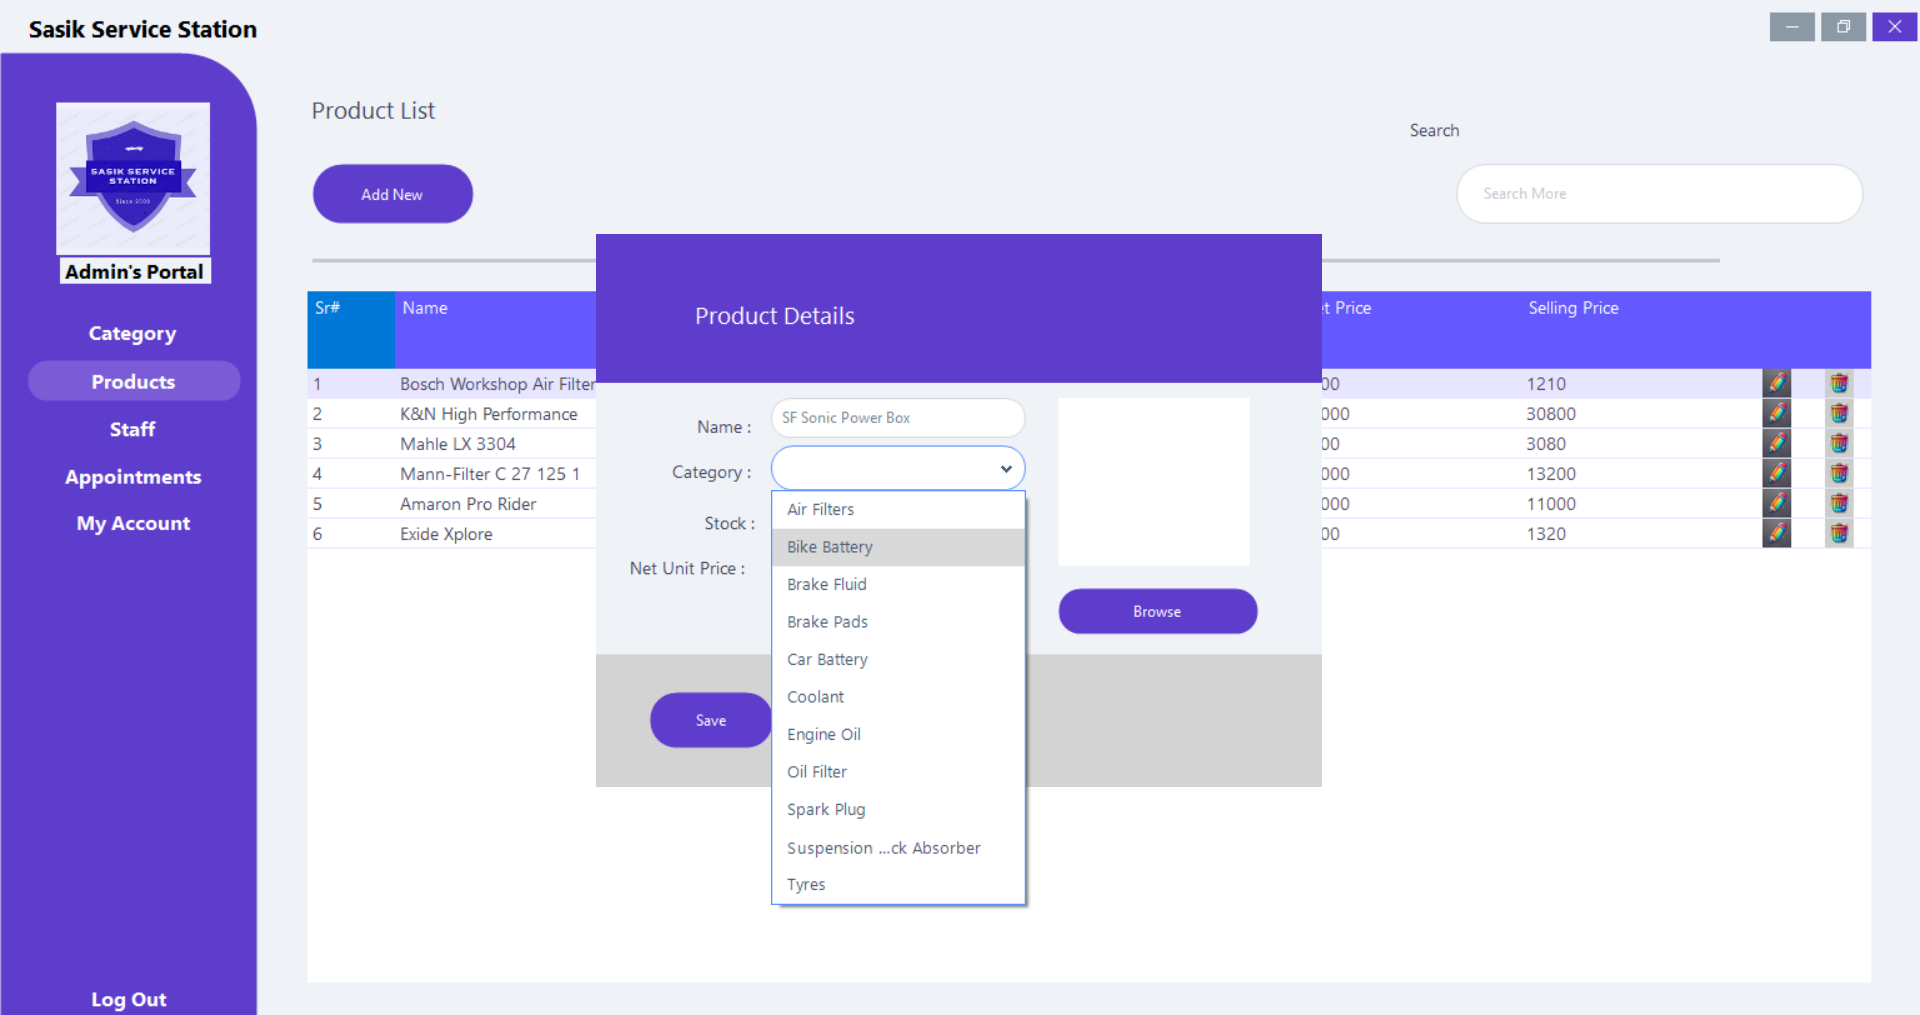 Sasik Service Station
SASIK SERVICE
STATION
Since 2000
Admin's Portal
Category
Products
Staff
Appointments
My Account
Log Out
Product List
Search
Add New
Search More
Sr# Name t Price Selling Price
1 Bosch Workshop Air Filter 00 1210
2 K&N High Performance 000 30800
3 Mahle LX 3304 00 3080
4 Mann-Filter C 27 125 1 000 13200
5 Amaron Pro Rider 000 11000
6 Exide Xplore 00 1320
Product Details
Name : SF Sonic Power Box
Category :
Stock :
Net Unit Price :
Air Filters
Bike Battery
Brake Fluid
Brake Pads
Car Battery
Coolant
Engine Oil
Oil Filter
Spark Plug
Suspension ...ck Absorber
Tyres
Browse
Save